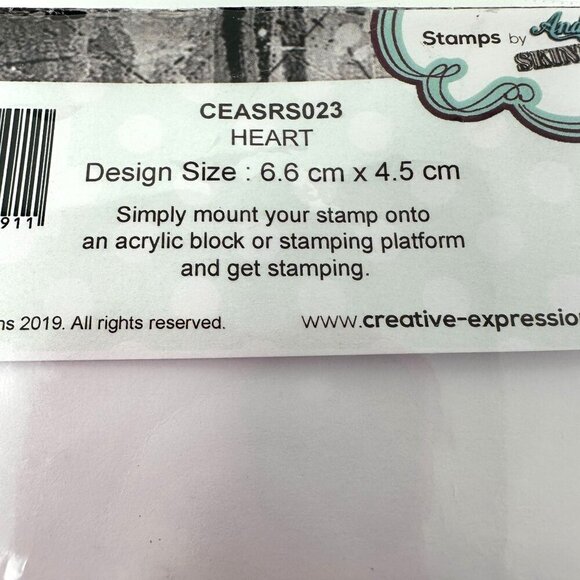 Stamps by
CEASRS023
HEART
Design Size : 6.6 cm x 4.5 cm
911
Simply mount your stamp onto
an acrylic block or stamping platform
and get stamping.
2019. All rights reserved.
www.creative-expression